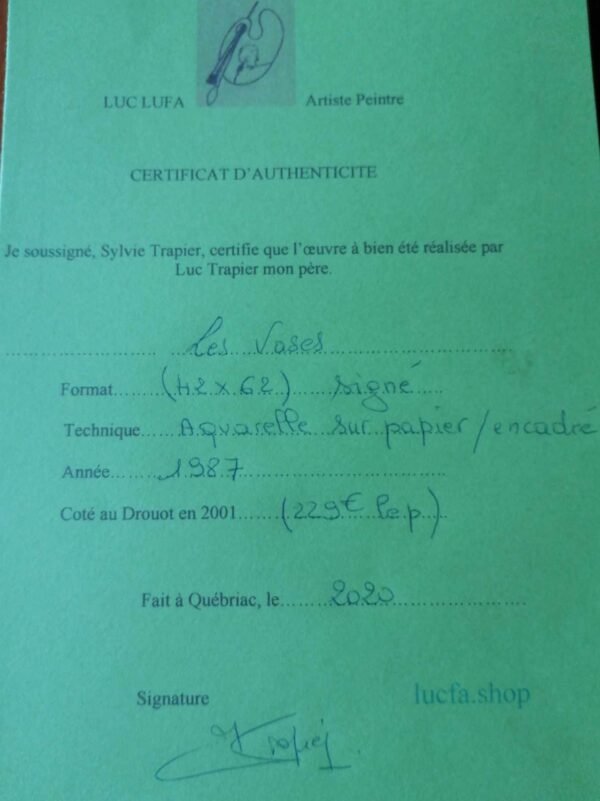 LUC LUFA Artiste Peintre
CERTIFICAT D'AUTHENTICITE
Je soussigné, Sylvie Trapier, certifie que l'œuvre à bien été réalisée par
Luc Trapier mon père.
Les Vases
Format......(42 x 62) signé
Technique..... Aquarelle sur papier/encadré
Année........1987
Coté au Drouot en 2001......(229€ le p)
Fait à Québriac, le........2020
Signature lucfa.shop
Trapier